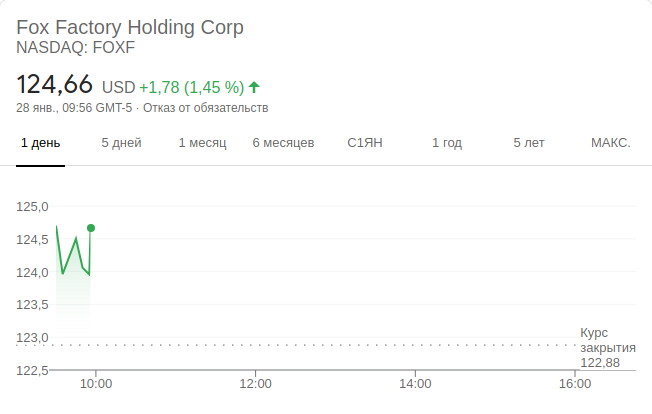 Fox Factory Holding Corp
NASDAQ: FOXF
124,66 USD +1,78 (1,45 %)
28 янв., 09:56 GMT-5 · Отказ от обязательств
1 день 5 дней 1 месяц 6 месяцев С1ЯН 1 год 5 лет МАКС.
125,0
124,5
124,0
123,5
123,0
Курс
закрытия
122,88
122,5
10:00 12:00 14:00 16:00